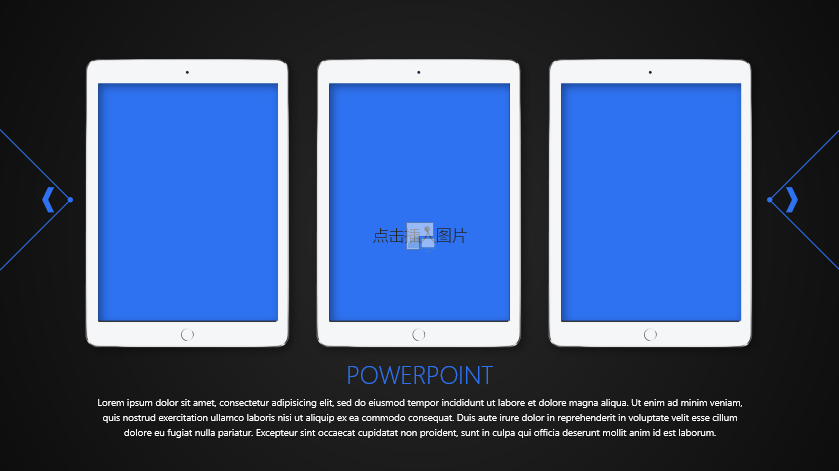 点击插入图片
POWERPOINT
Lorem ipsum dolor sit amet, consectetur adipisicing elit, sed do eiusmod tempor incididunt ut labore et dolore magna aliqua. Ut enim ad minim veniam,
quis nostrud exercitation ullamco laboris nisi ut aliquip ex ea commodo consequat. Duis aute irure dolor in reprehenderit in voluptate velit esse cillum
dolore eu fugiat nulla pariatur. Excepteur sint occaecat cupidatat non proident, sunt in culpa qui officia deserunt mollit anim id est laborum.